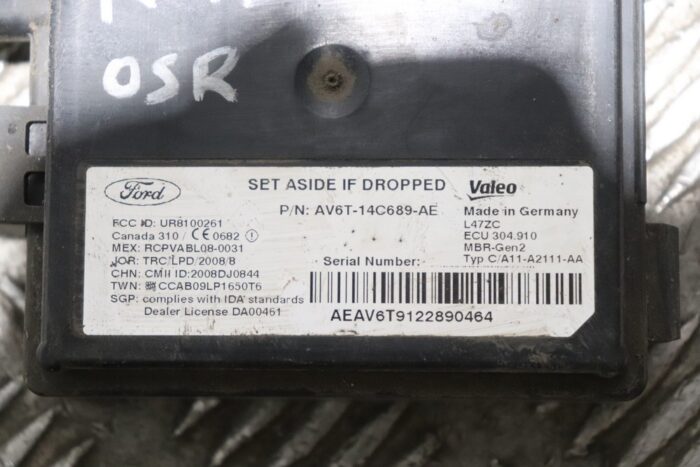 OSR
Ford
SET ASIDE IF DROPPED
Valeo
P/N: AV6T-14C689-AE
FCC ID: UR8100261
Canada 310 / CE0682
MEX: RCPVABL08-0031
JOR: TRC/LPD/2008/8
CHN: CMII ID:2008DJ0844
TWN: CCAB09LP1650T6
SGP: complies with IDA standards
Dealer License DA00461
Made in Germany
L47ZC
ECU 304.910
MBR-Gen2
Serial Number:
Typ C/A11-A2111-AA
AEAV6T9122890464